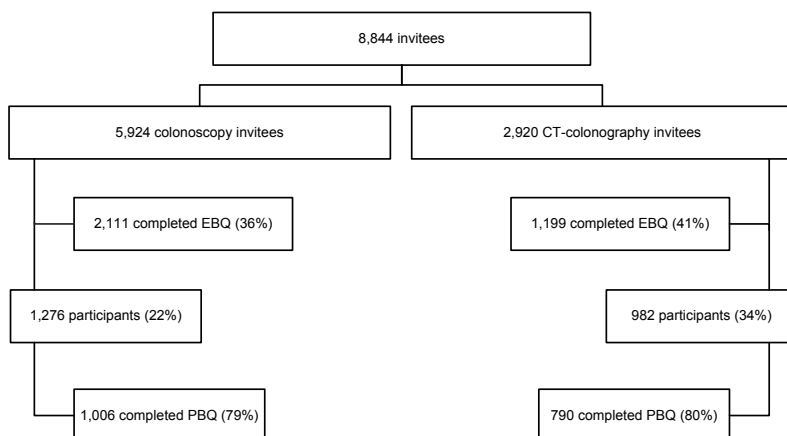 8,844 invitees
5,924 colonoscopy invitees
2,920 CT-colonography invitees
2,111 completed EBQ (36%)
1,199 completed EBQ (41%)
1,276 participants (22%)
982 participants (34%)
1,006 completed PBQ (79%)
790 completed PBQ (80%)